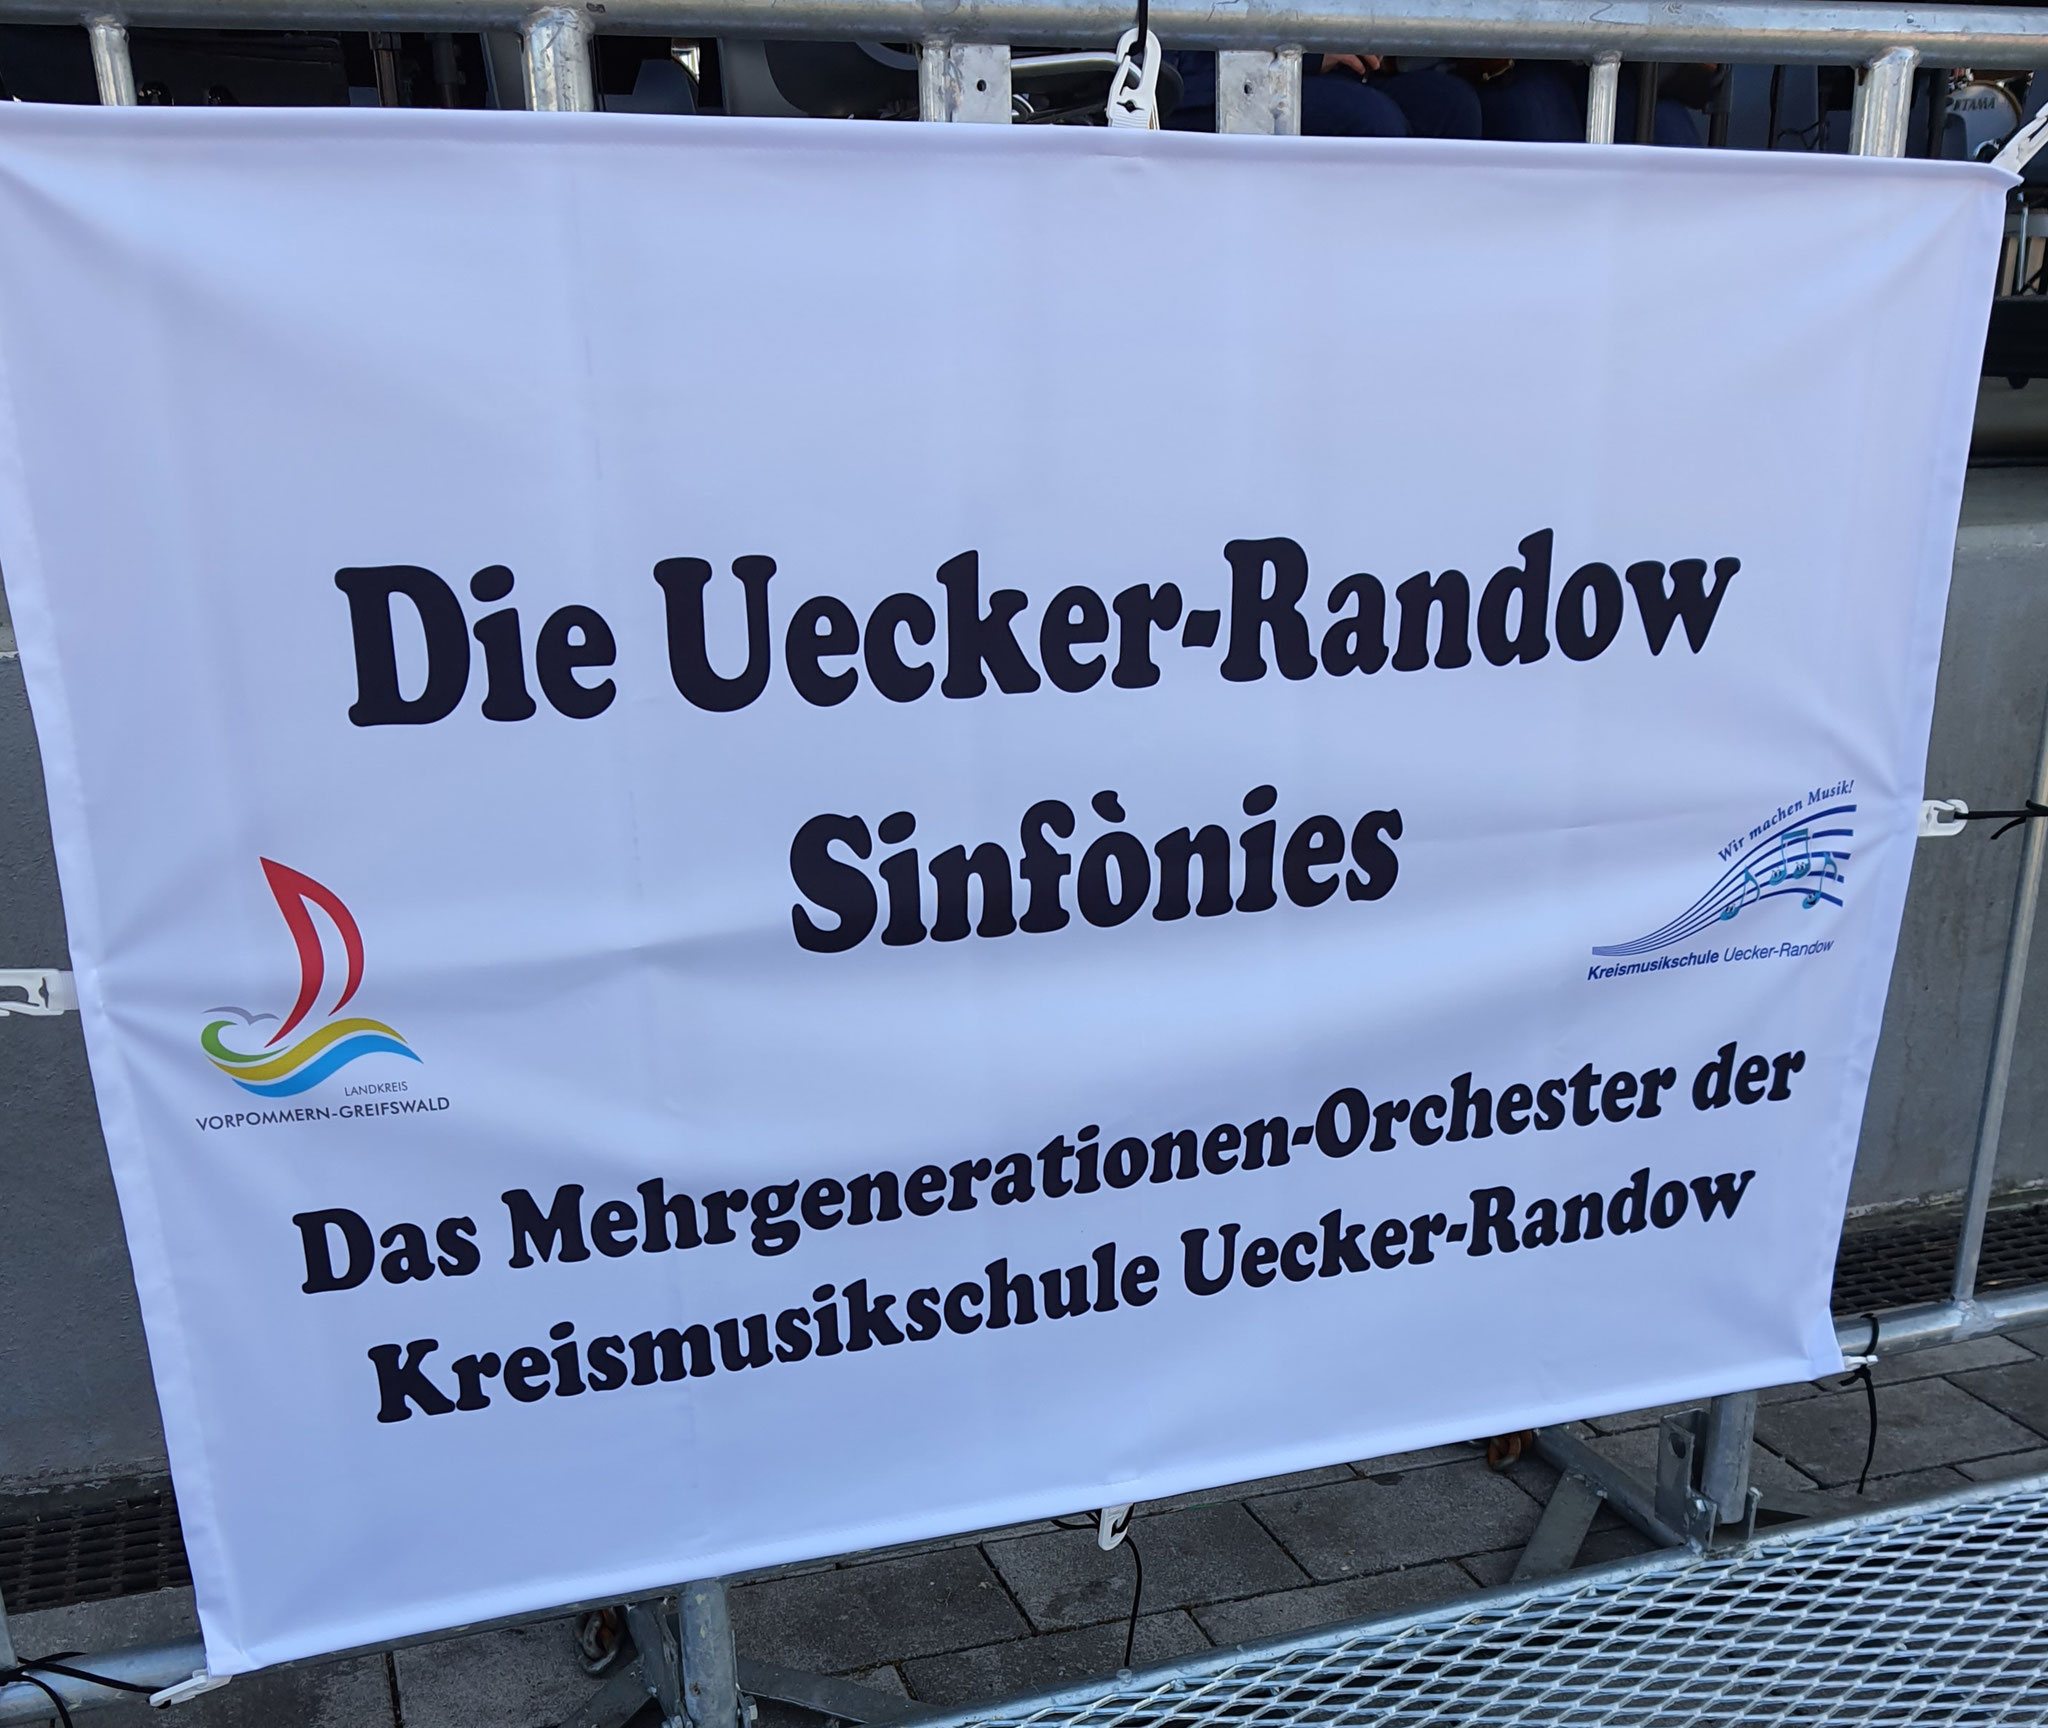 TAMA
Die Uecker-Randow
Sinfònies
Wir machen Musik!
Kreismusikschule Uecker-Randow
LANDKREIS
VORPOMMERN-GREIFSWALD
Das Mehrgenerationen-Orchester der
Kreismusikschule Uecker-Randow